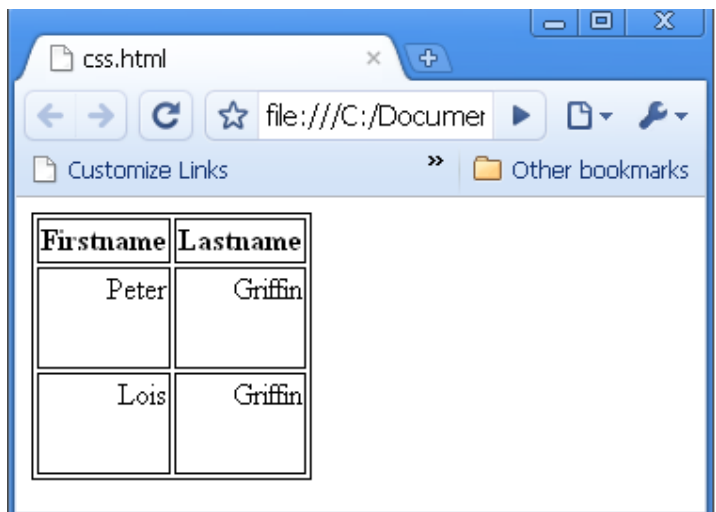 css.html
file:///C:/Documer
Customize Links » Other bookmarks
Firstname Lastname
Peter Griffin
Lois Griffin